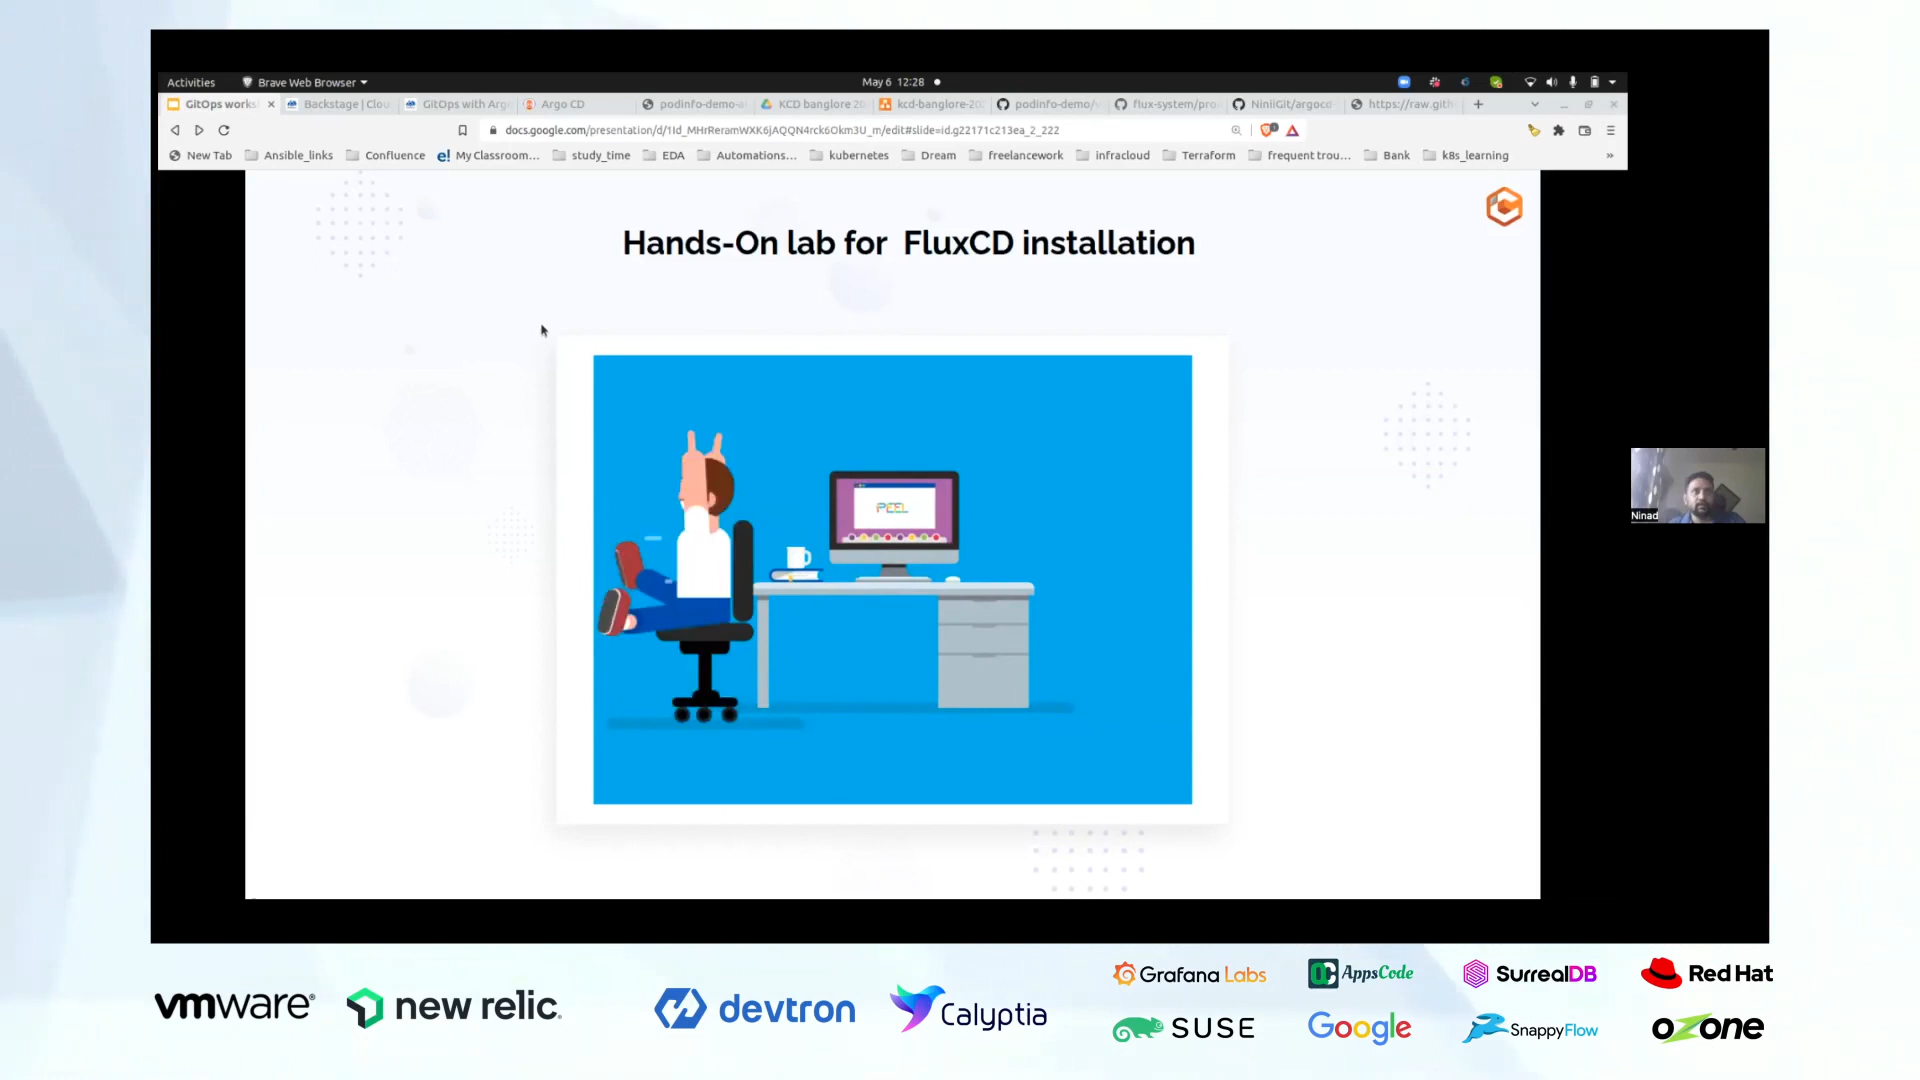 Activities Brave Web Browser May 6 12:28
GitOps works Backstage | Clou GitOps with Argo Argo CD podinfo-demo-a KCD banglore 20 kcd-banglore-202 podinfo-demo/v flux-system/pro NiniiGit/argocd https://raw.gith
docs.google.com/presentation/d/1Id_MHrReramWXK6jAQQN4rck6Okm3U_m/edit#slide=id.g22171c213ea_2_222
New Tab Ansible_links Confluence e! My Classroom... study_time EDA Automations... kubernetes Dream freelancework infracloud Terraform frequent trou... Bank k8s_learning »
Hands-On lab for FluxCD installation
PEEL
Ninad
vmware® new relic. devtron Calyptia
Grafana Labs AppsCode SurrealDB Red Hat
SUSE Google SnappyFlow ozone